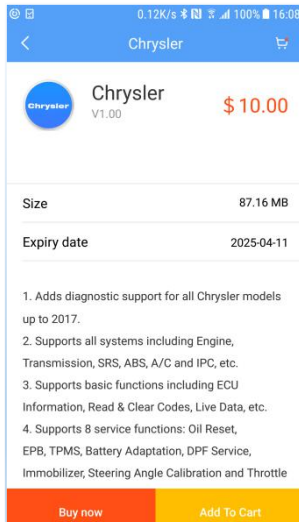 0.12K/s 100% 16:08
Chrysler
Chrysler
Chrysler
V1.00
$ 10.00
Size 87.16 MB
Expiry date 2025-04-11
1. Adds diagnostic support for all Chrysler models
up to 2017.
2. Supports all systems including Engine,
Transmission, SRS, ABS, A/C and IPC, etc.
3. Supports basic functions including ECU
Information, Read & Clear Codes, Live Data, etc.
4. Supports 8 service functions: Oil Reset,
EPB, TPMS, Battery Adaptation, DPF Service,
Immobilizer, Steering Angle Calibration and Throttle
Buy now Add To Cart